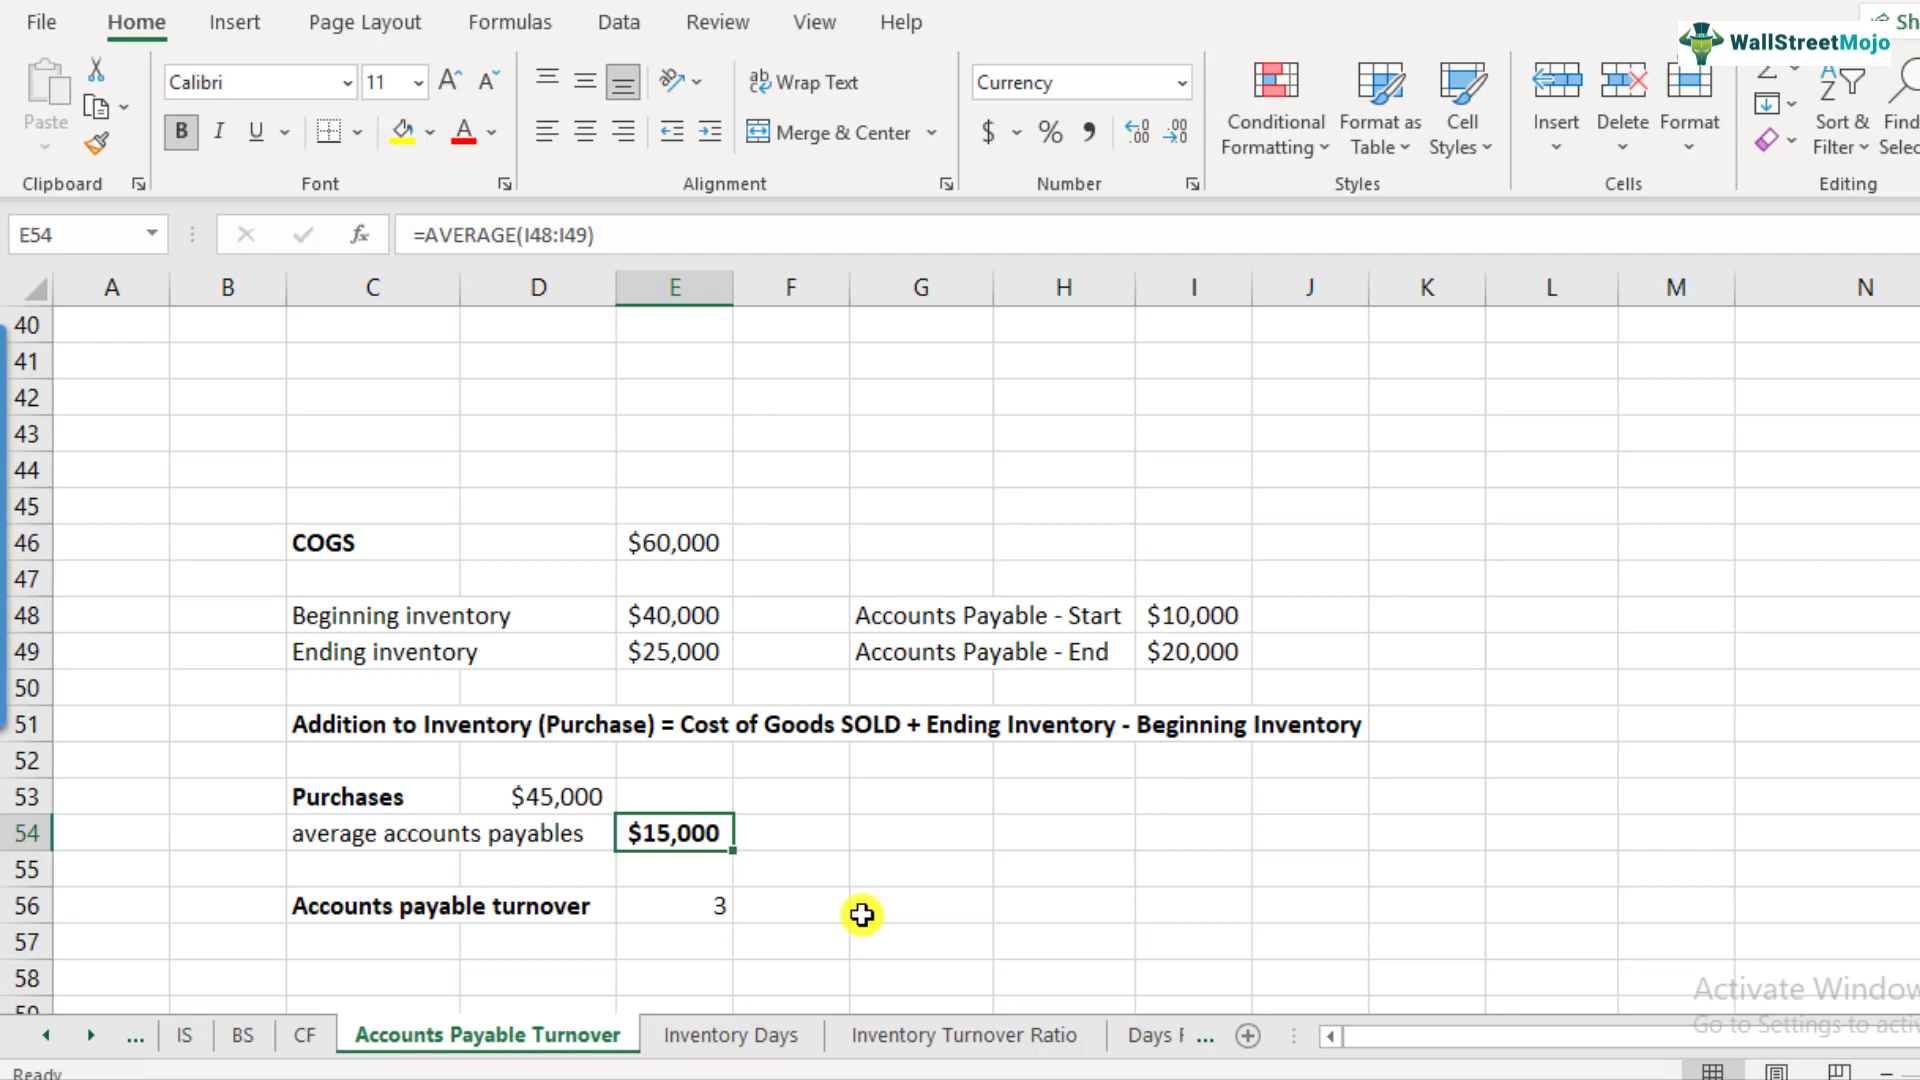 File Home Insert Page Layout Formulas Data Review View Help Sh
WallStreetMojo
Calibri 11 Wrap Text Currency
Paste B I U Merge & Center $ % Conditional Formatting Format as Table Cell Styles Insert Delete Format Sort & Filter Find
Clipboard Font Alignment Number Styles Cells Editing
E54 fx =AVERAGE(I48:I49)
A B C D E F G H I J K L M N
40
41
42
43
44
45
46 COGS $60,000
47
48 Beginning inventory $40,000 Accounts Payable - Start $10,000
49 Ending inventory $25,000 Accounts Payable - End $20,000
50
51 Addition to Inventory (Purchase) = Cost of Goods SOLD + Ending Inventory - Beginning Inventory
52
53 Purchases $45,000
54 average accounts payables $15,000
55
56 Accounts payable turnover 3
57
58
Activate Window
Go to Settings to activ
... IS BS CF Accounts Payable Turnover Inventory Days Inventory Turnover Ratio Days ...
Ready